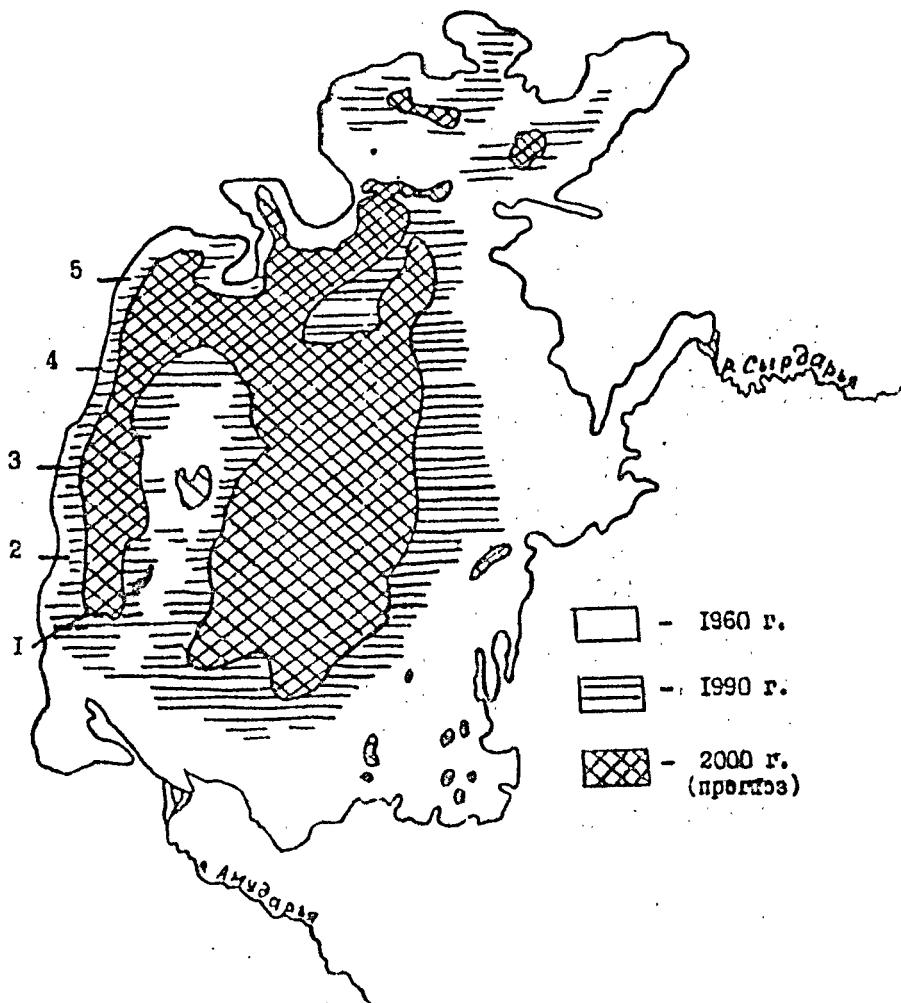 5
р. Сырдарья
4
3
2
I
- I960 г.
- I990 г.
- 2000 г.
(прогноз)
р. Амударья